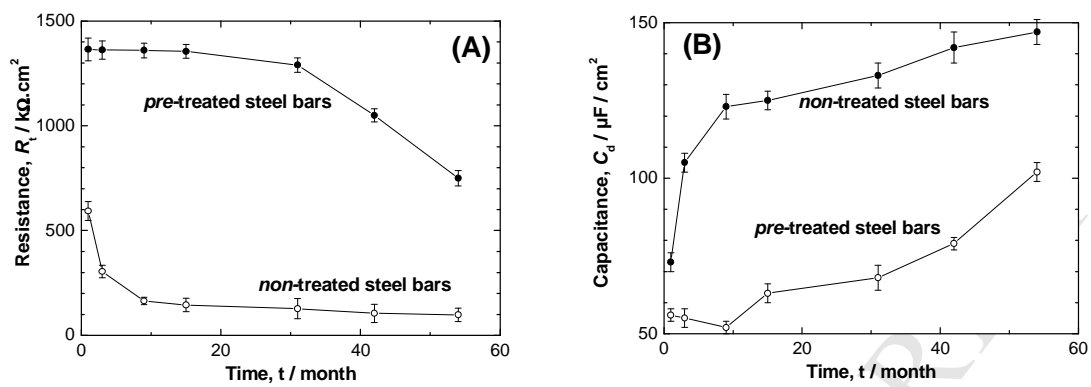 (A)
1500
1000
500
0
0 20 40 60
Resistance, Rt / kΩ.cm2
Time, t / month
pre-treated steel bars
non-treated steel bars
(B)
150
100
50
0 20 40 60
Capacitance, Cd / µF / cm2
Time, t / month
non-treated steel bars
pre-treated steel bars